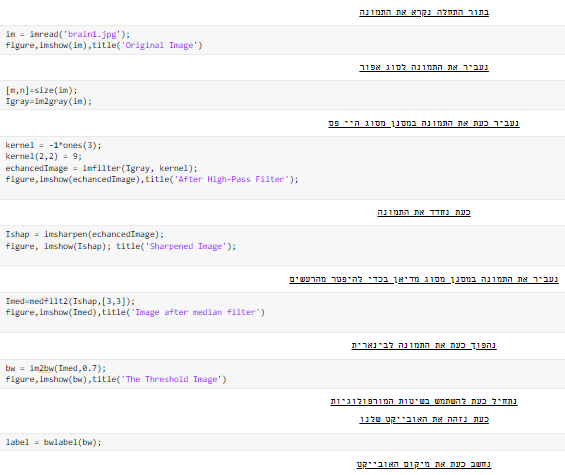 בתור התחלה נקרא את התמונה
im = imread('brain1.jpg');
figure,imshow(im),title('Original Image')
נעביר את התמונה לסוג אפור
[m,n]=size(im);
Igray=im2gray(im);
נעביר כעת את התמונה במסנן מסוג היי פס
kernel = -1*ones(3);
kernel(2,2) = 9;
echancedImage = imfilter(Igray, kernel);
figure,imshow(echancedImage),title('After High-Pass Filter');
כעת נחדד את התמונה
Ishap = imsharpen(echancedImage);
figure, imshow(Ishap); title('Sharpened Image');
נעביר את התמונה במסנן מסוג מדיאן בכדי להיפטר מהרעשים
Imed=medfilt2(Ishap,[3,3]);
figure,imshow(Imed),title('Image after median filter')
נהפוך כעת את התמונה לבינארית
bw = im2bw(Imed,0.7);
figure,imshow(bw),title('The Threshold Image')
נתחיל כעת להשתמש בשיטות המורפולוגיות
כעת נזהה את האובייקט שלנו
label = bwlabel(bw);
נחשב כעת את מיקום האובייקט